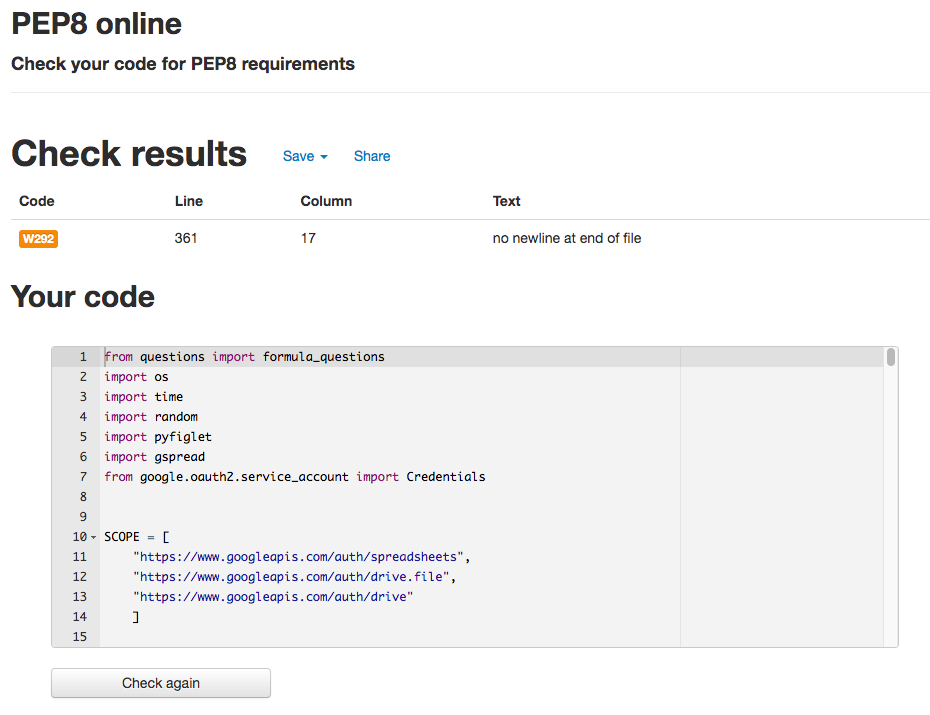 PEP8 online
Check your code for PEP8 requirements
Check results Save Share
Code Line Column Text
W292 361 17 no newline at end of file
Your code
1 from questions import formula_questions
2 import os
3 import time
4 import random
5 import pyfiglet
6 import gspread
7 from google.oauth2.service_account import Credentials
8
9
10 SCOPE = [
11     "https://www.googleapis.com/auth/spreadsheets",
12     "https://www.googleapis.com/auth/drive.file",
13     "https://www.googleapis.com/auth/drive"
14     ]
15
Check again